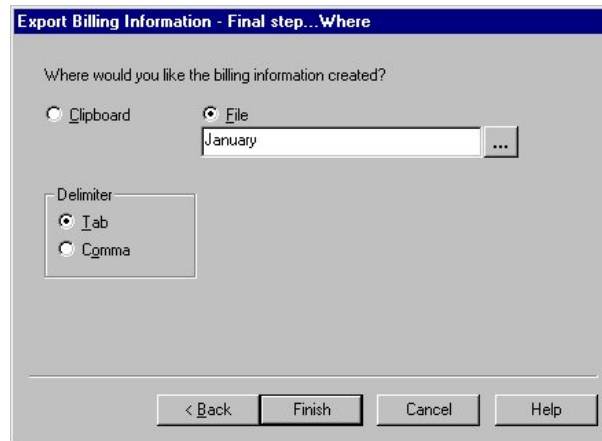 Export Billing Information - Final step...Where
Where would you like the billing information created?
Clipboard File
January ...
Delimiter
Tab
Comma
< Back Finish Cancel Help